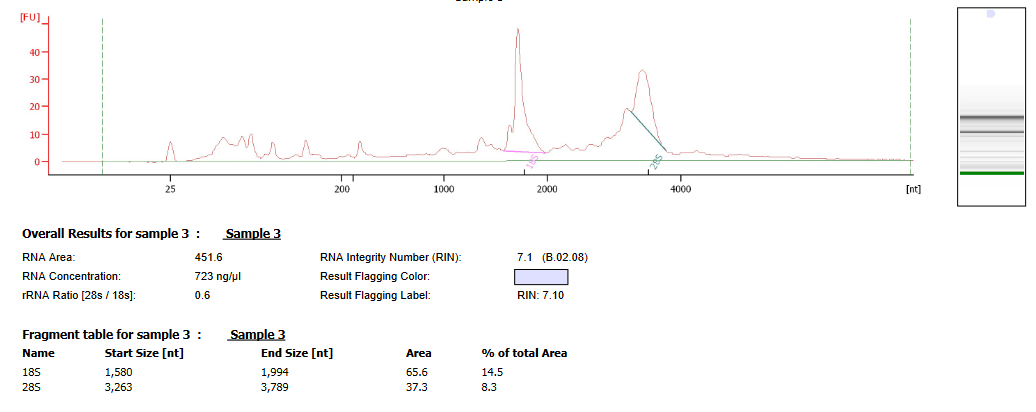 [FU]
40
30
20
10
0
18S
28S
25 200 1000 2000 4000 [nt]
Overall Results for sample 3 : Sample 3
RNA Area: 451.6 RNA Integrity Number (RIN): 7.1 (B.02.08)
RNA Concentration: 723 ng/µl Result Flagging Color:
rRNA Ratio [28s / 18s]: 0.6 Result Flagging Label: RIN: 7.10
Fragment table for sample 3 : Sample 3
Name Start Size [nt] End Size [nt] Area % of total Area
18S 1,580 1,994 65.6 14.5
28S 3,263 3,789 37.3 8.3